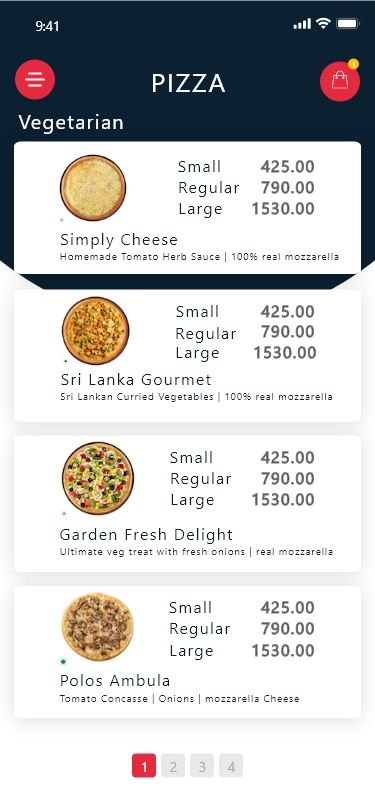 9:41
PIZZA
1
Vegetarian
Small 425.00
Regular 790.00
Large 1530.00
Simply Cheese
Homemade Tomato Herb Sauce | 100% real mozzarella
Small 425.00
Regular 790.00
Large 1530.00
Sri Lanka Gourmet
Sri Lankan Curried Vegetables | 100% real mozzarella
Small 425.00
Regular 790.00
Large 1530.00
Garden Fresh Delight
Ultimate veg treat with fresh onions | real mozzarella
Small 425.00
Regular 790.00
Large 1530.00
Polos Ambula
Tomato Concasse | Onions | mozzarella Cheese
1 2 3 4